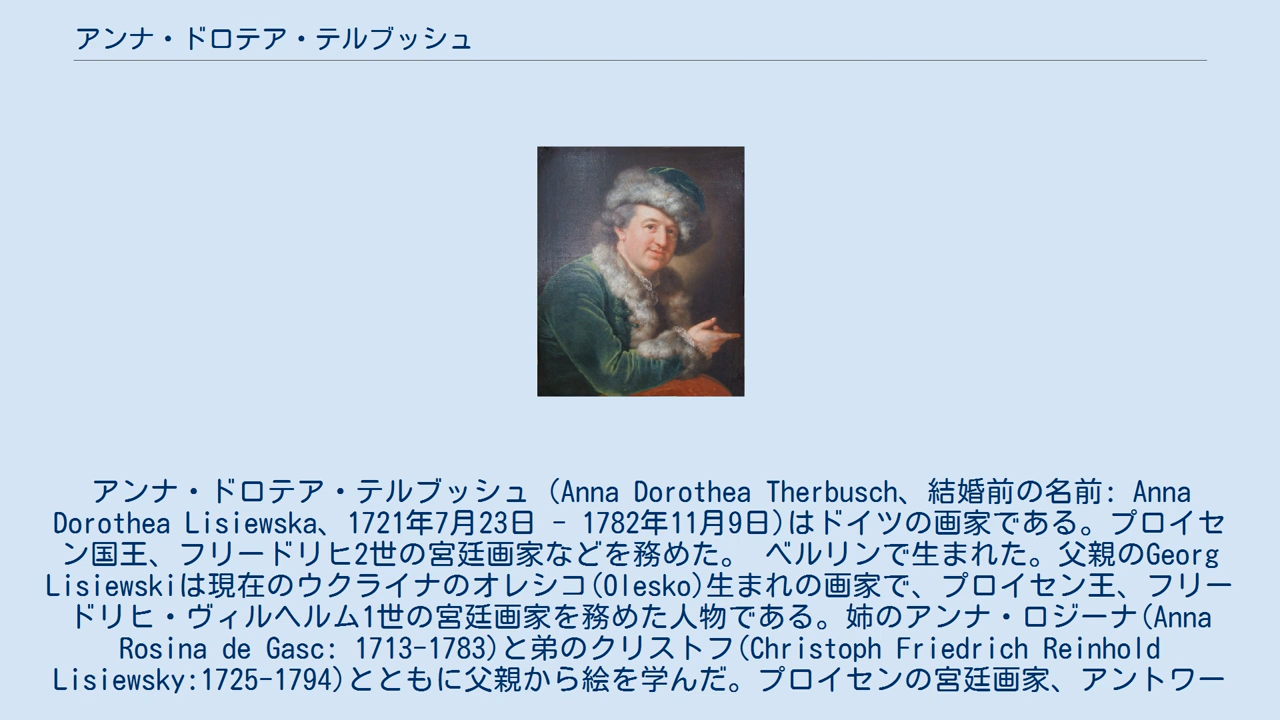 アンナ・ドロテア・テルブッシュ
アンナ・ドロテア・テルブッシュ (Anna Dorothea Therbusch、結婚前の名前: Anna
Dorothea Lisiewska、1721年7月23日 - 1782年11月9日)はドイツの画家である。プロイセ
ン国王、フリードリヒ2世の宮廷画家などを務めた。 ベルリンで生まれた。父親のGeorg
Lisiewskiは現在のウクライナのオレシコ(Olesko)生まれの画家で、プロイセン王、フリー
ドリヒ・ヴィルヘルム1世の宮廷画家を務めた人物である。姉のアンナ・ロジーナ(Anna
Rosina de Gasc: 1713-1783)と弟のクリストフ(Christoph Friedrich Reinhold
Lisiewsky:1725-1794)とともに父親から絵を学んだ。プロイセンの宮廷画家、アントワー